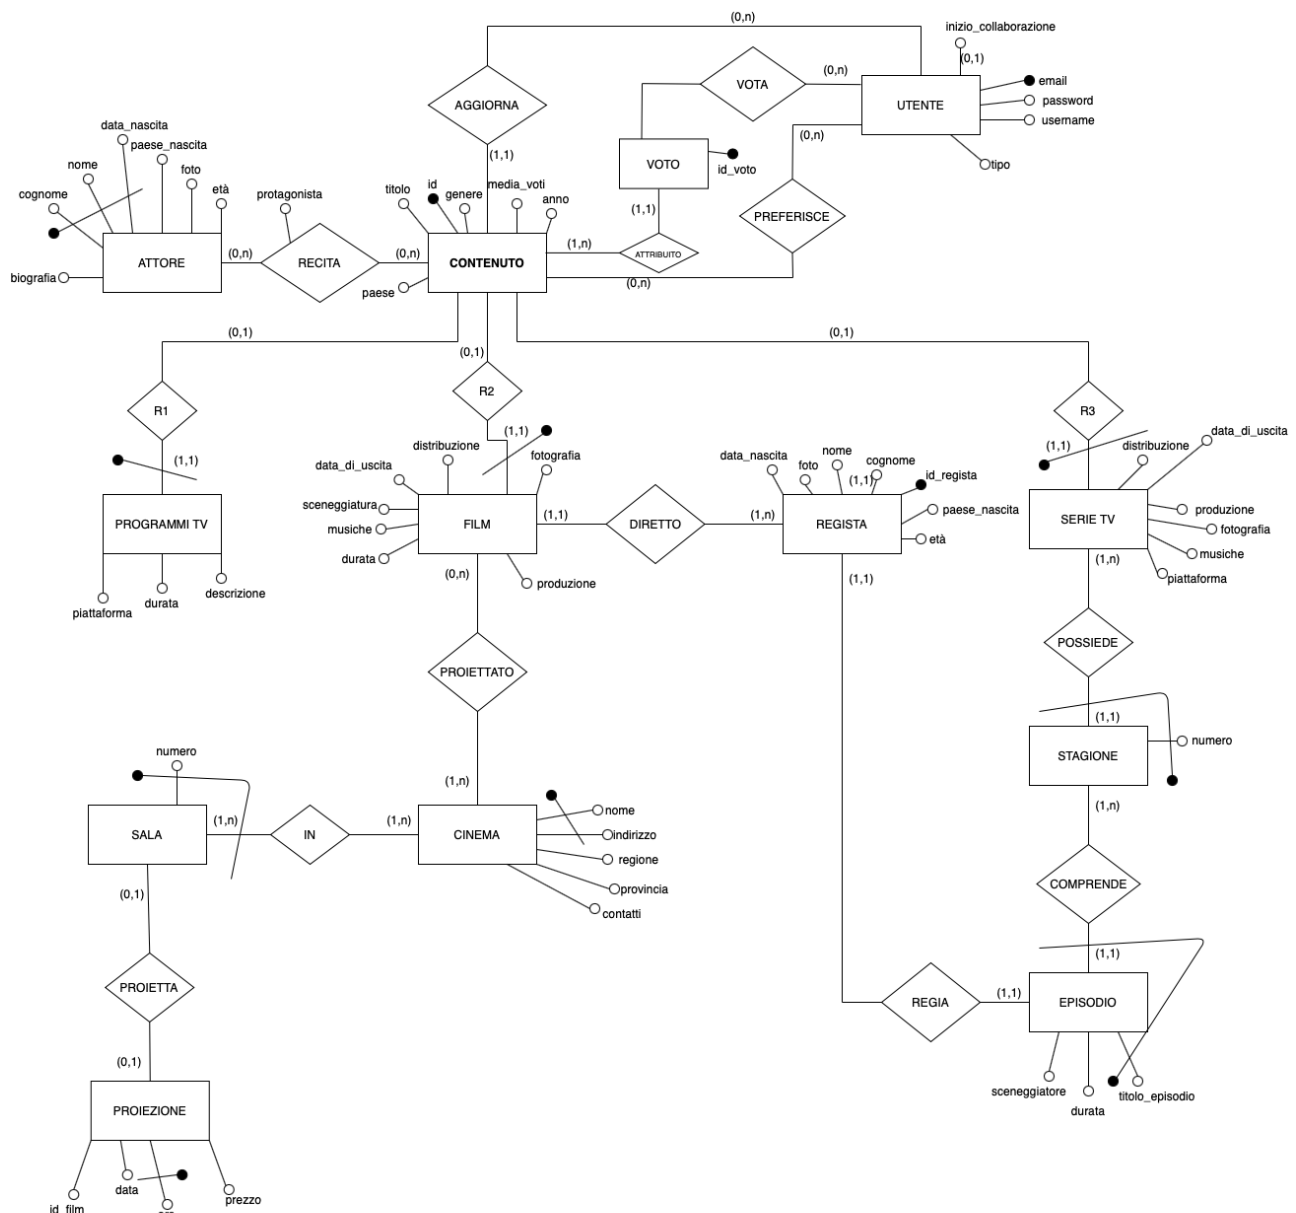 (0,n)
inizio_collaborazione
(0,1)
VOTA
(0,n)
email
UTENTE
password
username
AGGIORNA
(0,n)
tipo
(1,1)
VOTO
id_voto
data_nascita
paese_nascita
nome
foto
cognome
età
protagonista
titolo
id
genere
media_voti
anno
(1,1)
PREFERISCE
ATTORE
(0,n)
RECITA
(0,n)
CONTENUTO
(1,n)
ATTRIBUITO
biografia
paese
(0,n)
(0,1)
(0,1)
(0,1)
R1
R2
R3
(1,1)
(1,1)
(1,1)
distribuzione
data_di_uscita
fotografia
data_nascita
foto
nome
cognome
(1,1)
id_regista
distribuzione
data_di_uscita
PROGRAMMI TV
sceneggiatura
musiche
durata
FILM
(1,1)
DIRETTO
(1,n)
REGISTA
paese_nascita
età
SERIE TV
produzione
fotografia
musiche
piattaforma
(1,n)
piattaforma
durata
descrizione
(0,n)
produzione
(1,1)
PROIETTATO
POSSIEDE
(1,1)
STAGIONE
numero
numero
(1,n)
(1,n)
SALA
(1,n)
IN
(1,n)
CINEMA
nome
indirizzo
regione
provincia
contatti
(0,1)
COMPRENDE
(1,1)
PROIETTA
REGIA
(1,1)
EPISODIO
(0,1)
sceneggiatore
durata
titolo_episodio
PROIEZIONE
data
prezzo
id_film